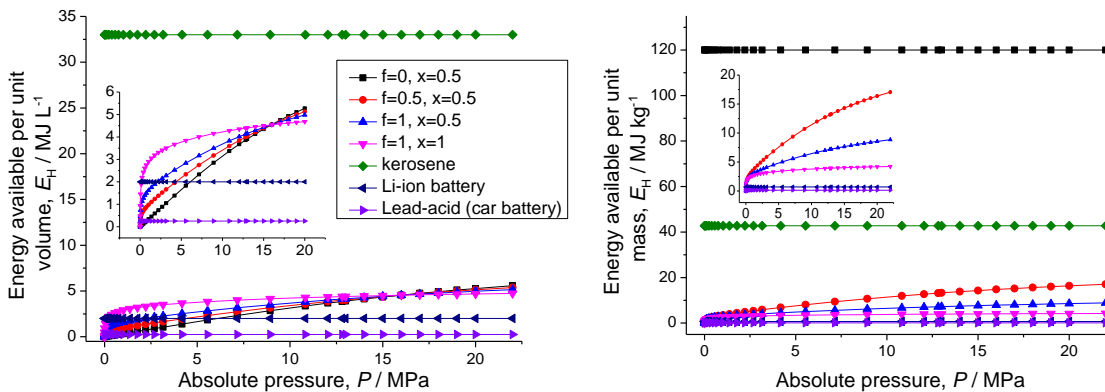 Energy available per unit
volume, E_H / MJ L⁻¹
35
30
25
20
15
10
5
0
6
5
4
3
2
1
0
0 5 10 15 20
f=0, x=0.5
f=0.5, x=0.5
f=1, x=0.5
f=1, x=1
kerosene
Li-ion battery
Lead-acid (car battery)
0 5 10 15 20
Absolute pressure, P / MPa
Energy available per unit
mass, E_H / MJ kg⁻¹
120
100
80
60
40
20
0
20
15
10
5
0
0 5 10 15 20
0 5 10 15 20
Absolute pressure, P / MPa